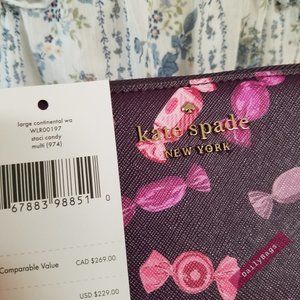 large continental wa
WLR00197
staci candy
multi (974)
67883 98851 0
Comparable Value
CAD $269.00
USD $229.00
kate spade
NEW YORK
DailyBags